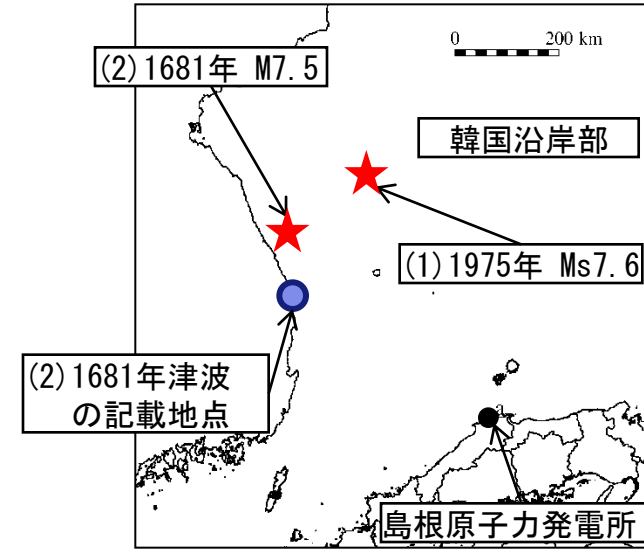 0 200 km
(2)1681年 M7.5
韓国沿岸部
(1)1975年 Ms7.6
(2)1681年津波
の記載地点
a
島根原子力発電所